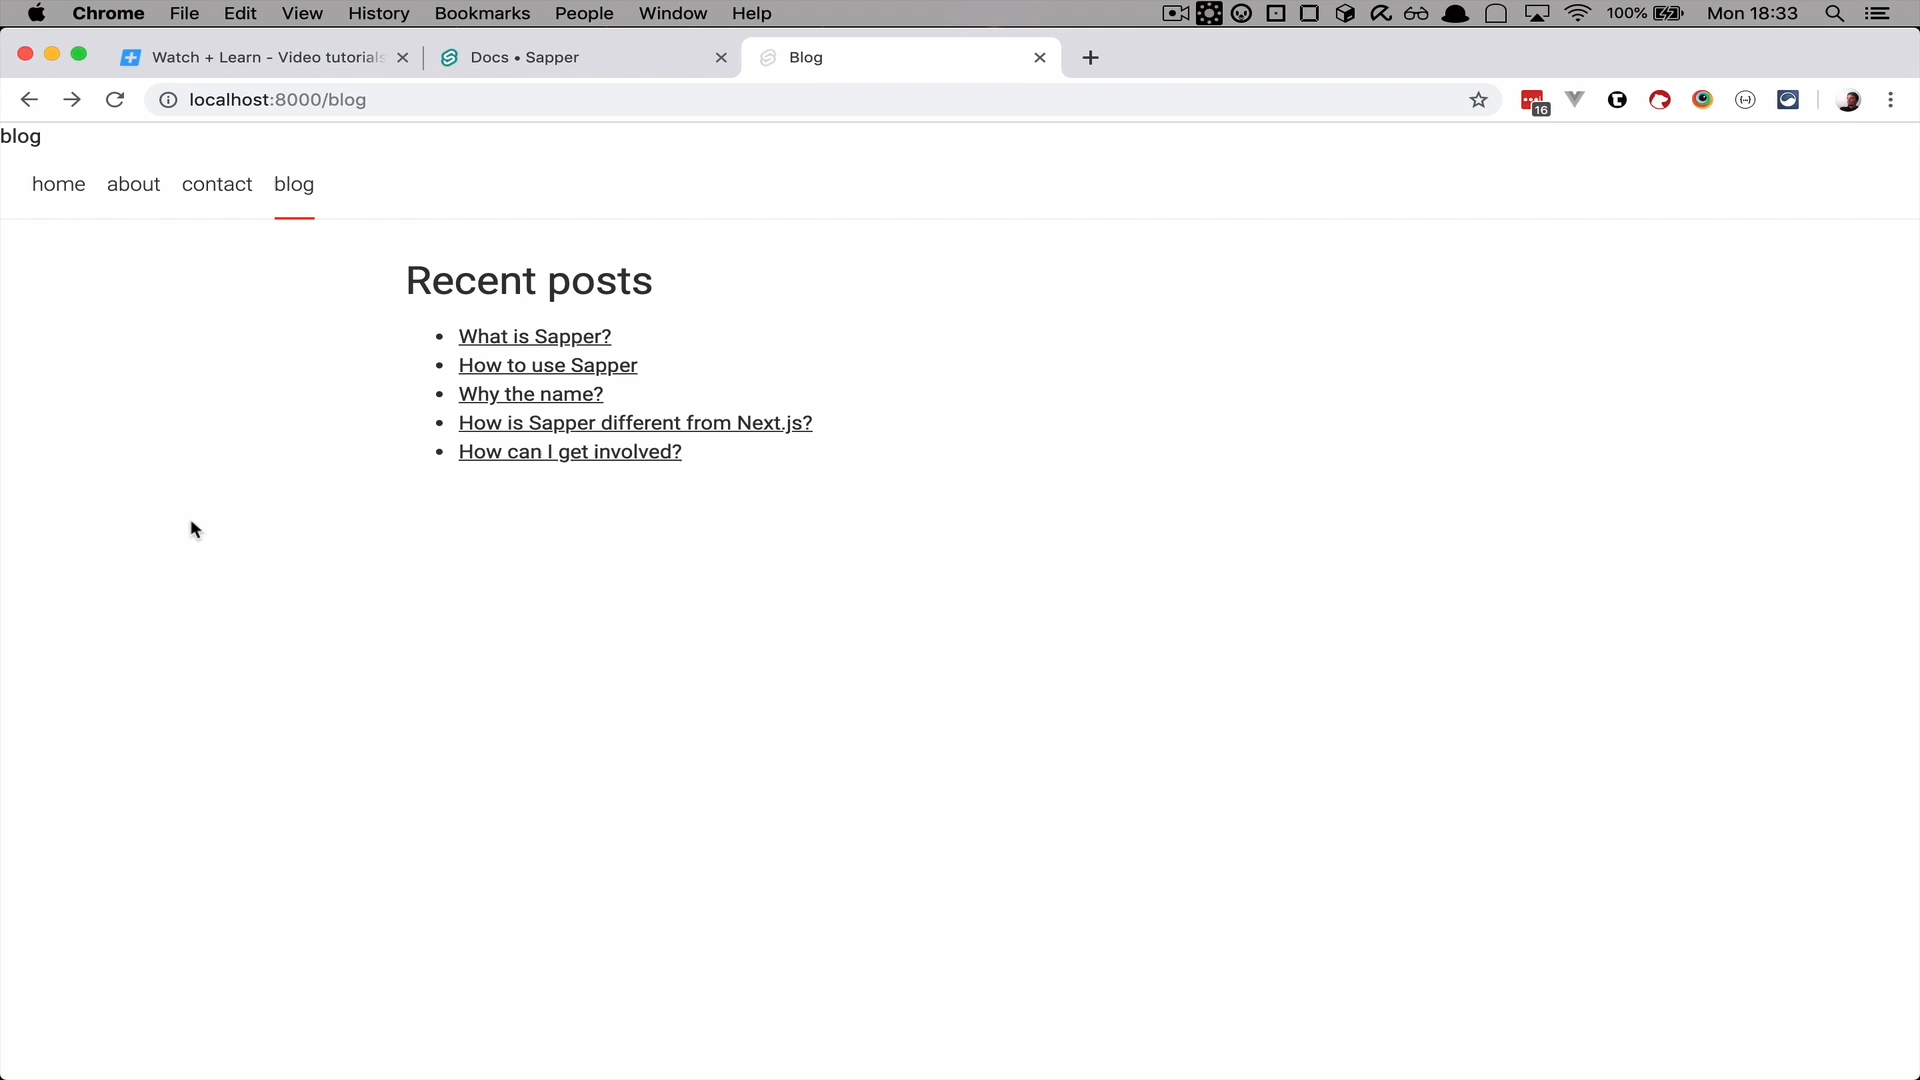 Chrome File Edit View History Bookmarks People Window Help 100% Mon 18:33
Watch + Learn - Video tutorials Docs • Sapper Blog
localhost:8000/blog 16
blog
home about contact blog
Recent posts
• What is Sapper?
• How to use Sapper
• Why the name?
• How is Sapper different from Next.js?
• How can I get involved?